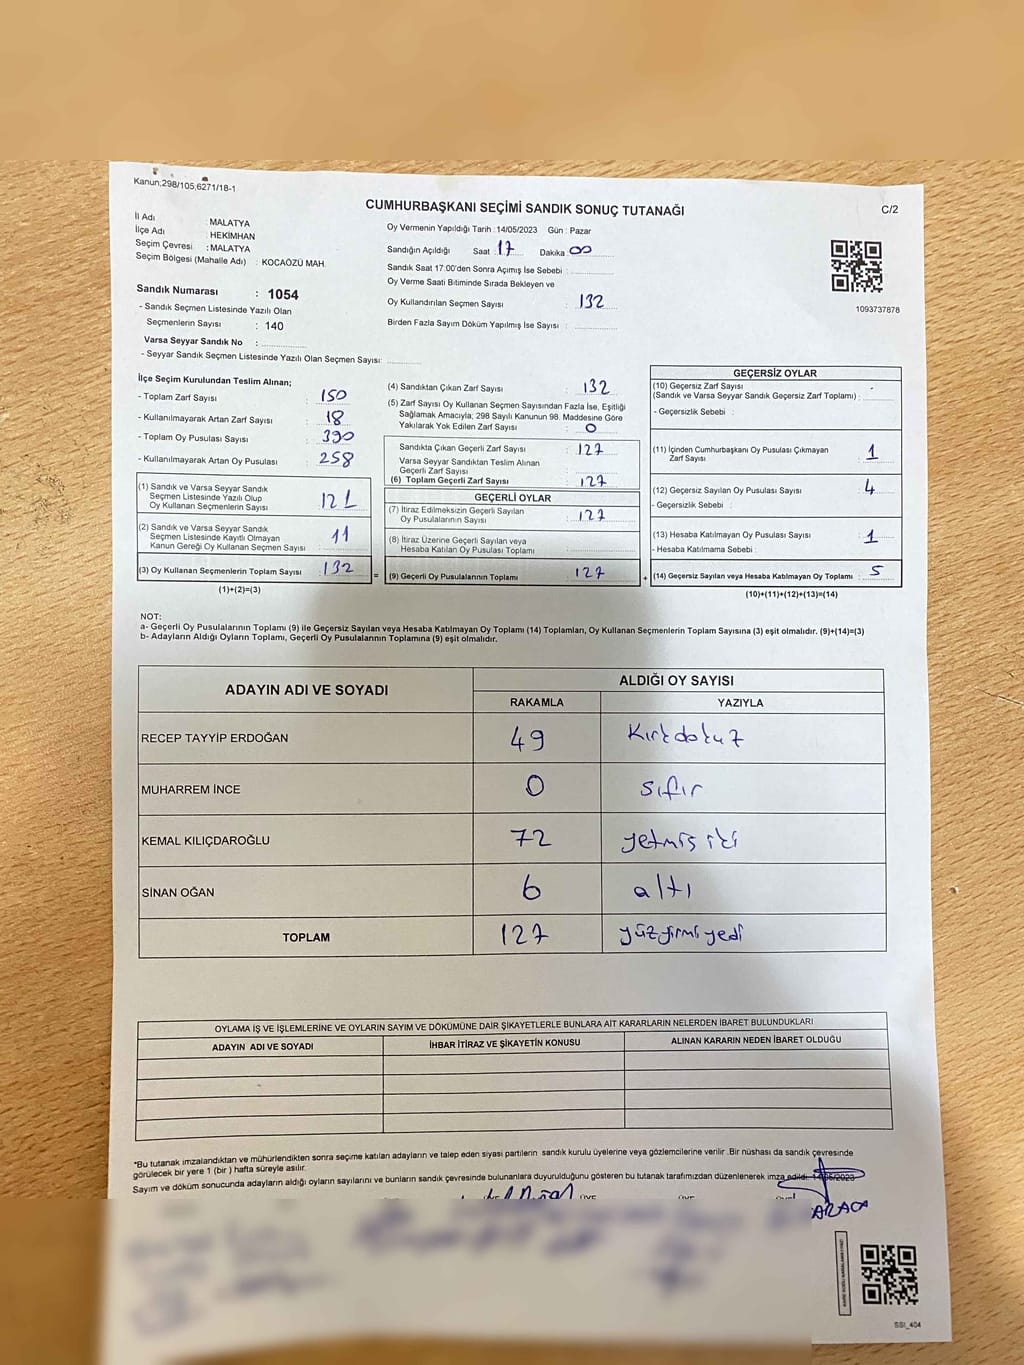 Kanun;298/105,6271/18-1
CUMHURBAŞKANI SEÇİMİ SANDIK SONUÇ TUTANAĞI
C/2
İl Adı : MALATYA
İlçe Adı : HEKİMHAN
Seçim Çevresi : MALATYA
Seçim Bölgesi (Mahalle Adı) : KOCAÖZÜ MAH.
Oy Vermenin Yapıldığı Tarih : 14/05/2023 Gün : Pazar
Sandığın Açıldığı Saat : 17 Dakika 00
Sandık Saat 17:00'den Sonra Açımış İse Sebebi :
Oy Verme Saati Bitiminde Sırada Bekleyen ve
Oy Kullandırılan Seçmen Sayısı : 132
Birden Fazla Sayım Döküm Yapılmış İse Sayısı :
1093737878
Sandık Numarası : 1054
- Sandık Seçmen Listesinde Yazılı Olan
Seçmenlerin Sayısı : 140
Varsa Seyyar Sandık No :
- Seyyar Sandık Seçmen Listesinde Yazılı Olan Seçmen Sayısı:
İlçe Seçim Kurulundan Teslim Alınan;
- Toplam Zarf Sayısı : 150
- Kullanılmayarak Artan Zarf Sayısı : 18
- Toplam Oy Pusulası Sayısı : 390
- Kullanılmayarak Artan Oy Pusulası : 258
(1) Sandık ve Varsa Seyyar Sandık
Seçmen Listesinde Yazılı Olup
Oy Kullanan Seçmenlerin Sayısı : 121
(2) Sandık ve Varsa Seyyar Sandık
Seçmen Listesinde Kayıtlı Olmayan
Kanun Gereği Oy Kullanan Seçmen Sayısı : 11
(3) Oy Kullanan Seçmenlerin Toplam Sayısı : 132
(1)+(2)=(3)
=
(4) Sandıktan Çıkan Zarf Sayısı : 132
(5) Zarf Sayısı Oy Kullanan Seçmen Sayısından Fazla İse, Eşitliği
Sağlamak Amacıyla; 298 Sayılı Kanunun 98. Maddesine Göre
Yakılarak Yok Edilen Zarf Sayısı : 0
Sandıkta Çıkan Geçerli Zarf Sayısı : 127
Varsa Seyyar Sandıktan Teslim Alınan
Geçerli Zarf Sayısı :
(6) Toplam Geçerli Zarf Sayısı : 127
GEÇERLİ OYLAR
(7) İtiraz Edilmeksizin Geçerli Sayılan
Oy Pusulalarının Sayısı : 127
(8) İtiraz Üzerine Geçerli Sayılan veya
Hesaba Katılan Oy Pusulası Toplamı :
(9) Geçerli Oy Pusulalarının Toplamı : 127
+
GEÇERSİZ OYLAR
(10) Geçersiz Zarf Sayısı
(Sandık ve Varsa Seyyar Sandık Geçersiz Zarf Toplamı) :
- Geçersizlik Sebebi :
(11) İçinden Cumhurbaşkanı Oy Pusulası Çıkmayan
Zarf Sayısı : 1
(12) Geçersiz Sayılan Oy Pusulası Sayısı : 4
- Geçersizlik Sebebi :
(13) Hesaba Katılmayan Oy Pusulası Sayısı : 1
- Hesaba Katılmama Sebebi :
(14) Geçersiz Sayılan veya Hesaba Katılmayan Oy Toplamı : 5
(10)+(11)+(12)+(13)=(14)
NOT:
a- Geçerli Oy Pusulalarının Toplamı (9) ile Geçersiz Sayılan veya Hesaba Katılmayan Oy Toplamı (14) Toplamları, Oy Kullanan Seçmenlerin Toplam Sayısına (3) eşit olmalıdır. (9)+(14)=(3)
b- Adayların Aldığı Oyların Toplamı, Geçerli Oy Pusulalarının Toplamına (9) eşit olmalıdır.
ADAYIN ADI VE SOYADI
ALDIĞI OY SAYISI
RAKAMLA YAZIYLA
RECEP TAYYİP ERDOĞAN 49 Kırkdokuz
MUHARREM İNCE 0 sıfır
KEMAL KILIÇDAROĞLU 72 yetmiş iki
SİNAN OĞAN 6 altı
TOPLAM 127 yüzyirmi yedi
OYLAMA İŞ VE İŞLEMLERİNE VE OYLARIN SAYIM VE DÖKÜMÜNE DAİR ŞİKAYETLERLE BUNLARA AİT KARARLARIN NELERDEN İBARET BULUNDUKLARI
ADAYIN ADI VE SOYADI İHBAR İTİRAZ VE ŞİKAYETİN KONUSU ALINAN KARARIN NEDEN İBARET OLDUĞU
*Bu tutanak imzalandıktan ve mühürlendikten sonra seçime katılan adayların ve talep eden siyasi partilerin sandık kurulu üyelerine veya gözlemcilerine verilir. Bir nüshası da sandık çevresinde
görülecek bir yere 1 (bir ) hafta süreyle asılır.
Sayım ve döküm sonucunda adayların aldığı oyların sayılarını ve bunların sandık çevresinde bulunanlara duyurulduğunu gösteren bu tutanak tarafımızdan düzenlenerek imza edildi. 14/05/2023
SSI_404